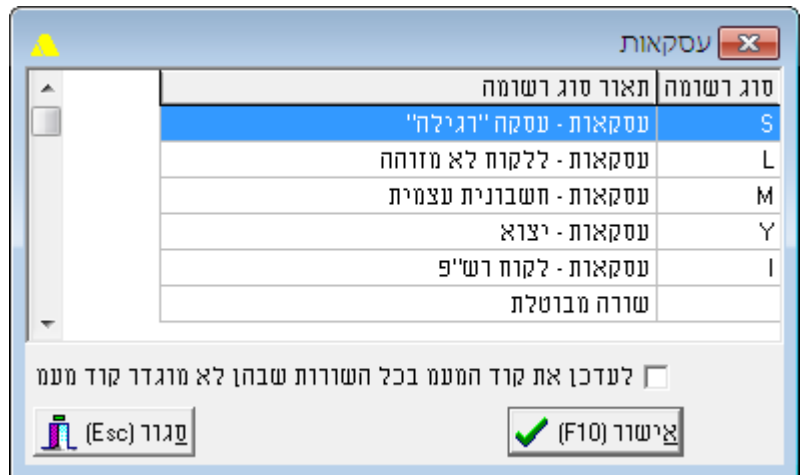 עסקאות
סוג רשומה תאור סוג רשומה
S עסקאות - עסקה "רגילה"
L עסקאות - ללקוח לא מזוהה
M עסקאות - חשבונית עצמית
Y עסקאות - יצוא
I עסקאות - לקוח רש"פ
שורה מבוטלת
לעדכן את קוד המעמ בכל השורות שבהן לא מוגדר קוד מעמ
אישור (F10)
סגור (Esc)